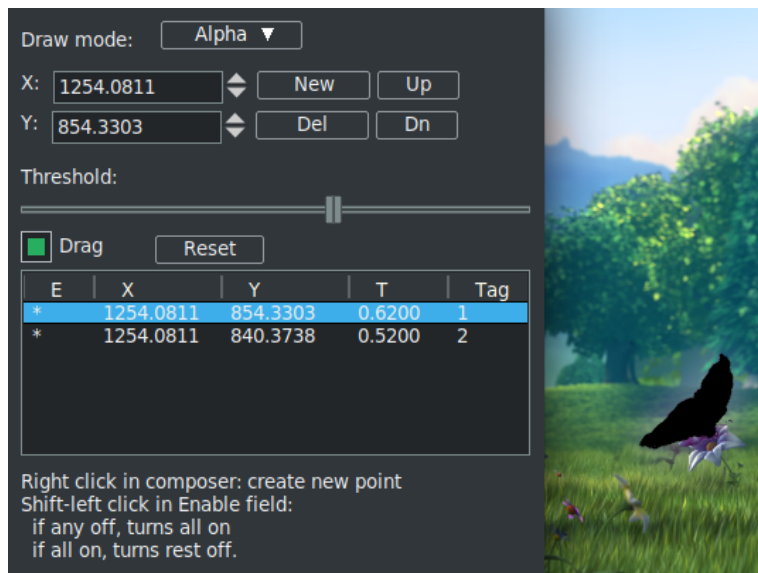 Draw mode: Alpha ▼
X: 1254.0811 New Up
Y: 854.3303 Del Dn
Threshold:
Drag Reset
E X Y T Tag
* 1254.0811 854.3303 0.6200 1
* 1254.0811 840.3738 0.5200 2
Right click in composer: create new point
Shift-left click in Enable field:
if any off, turns all on
if all on, turns rest off.